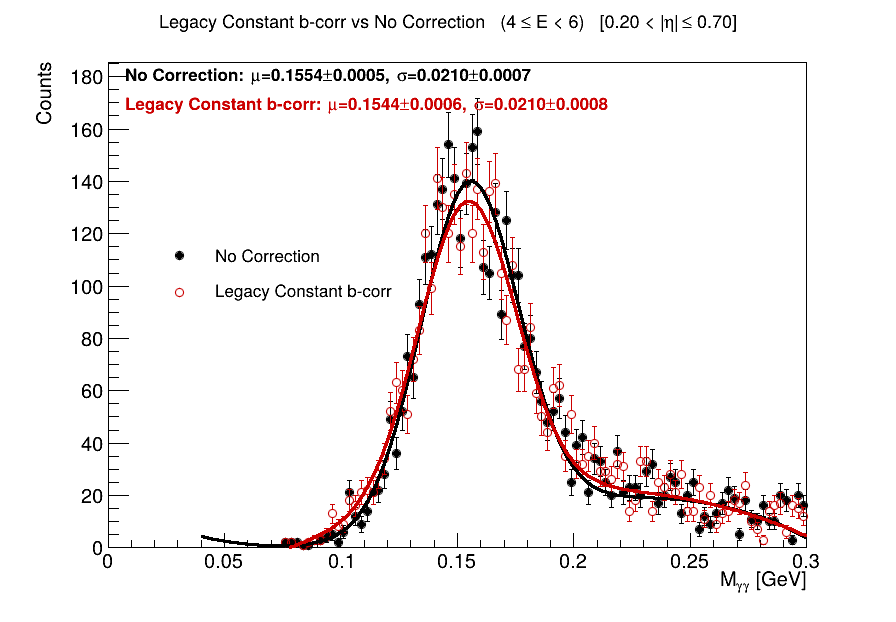 Legacy Constant b-corr vs No Correction (4 ≤ E < 6) [0.20 < |η| ≤ 0.70]
Counts
No Correction: μ=0.1554±0.0005, σ=0.0210±0.0007
Legacy Constant b-corr: μ=0.1544±0.0006, σ=0.0210±0.0008
No Correction
Legacy Constant b-corr
180
160
140
120
100
80
60
40
20
0
0 0.05 0.1 0.15 0.2 0.25 0.3
Mγγ [GeV]